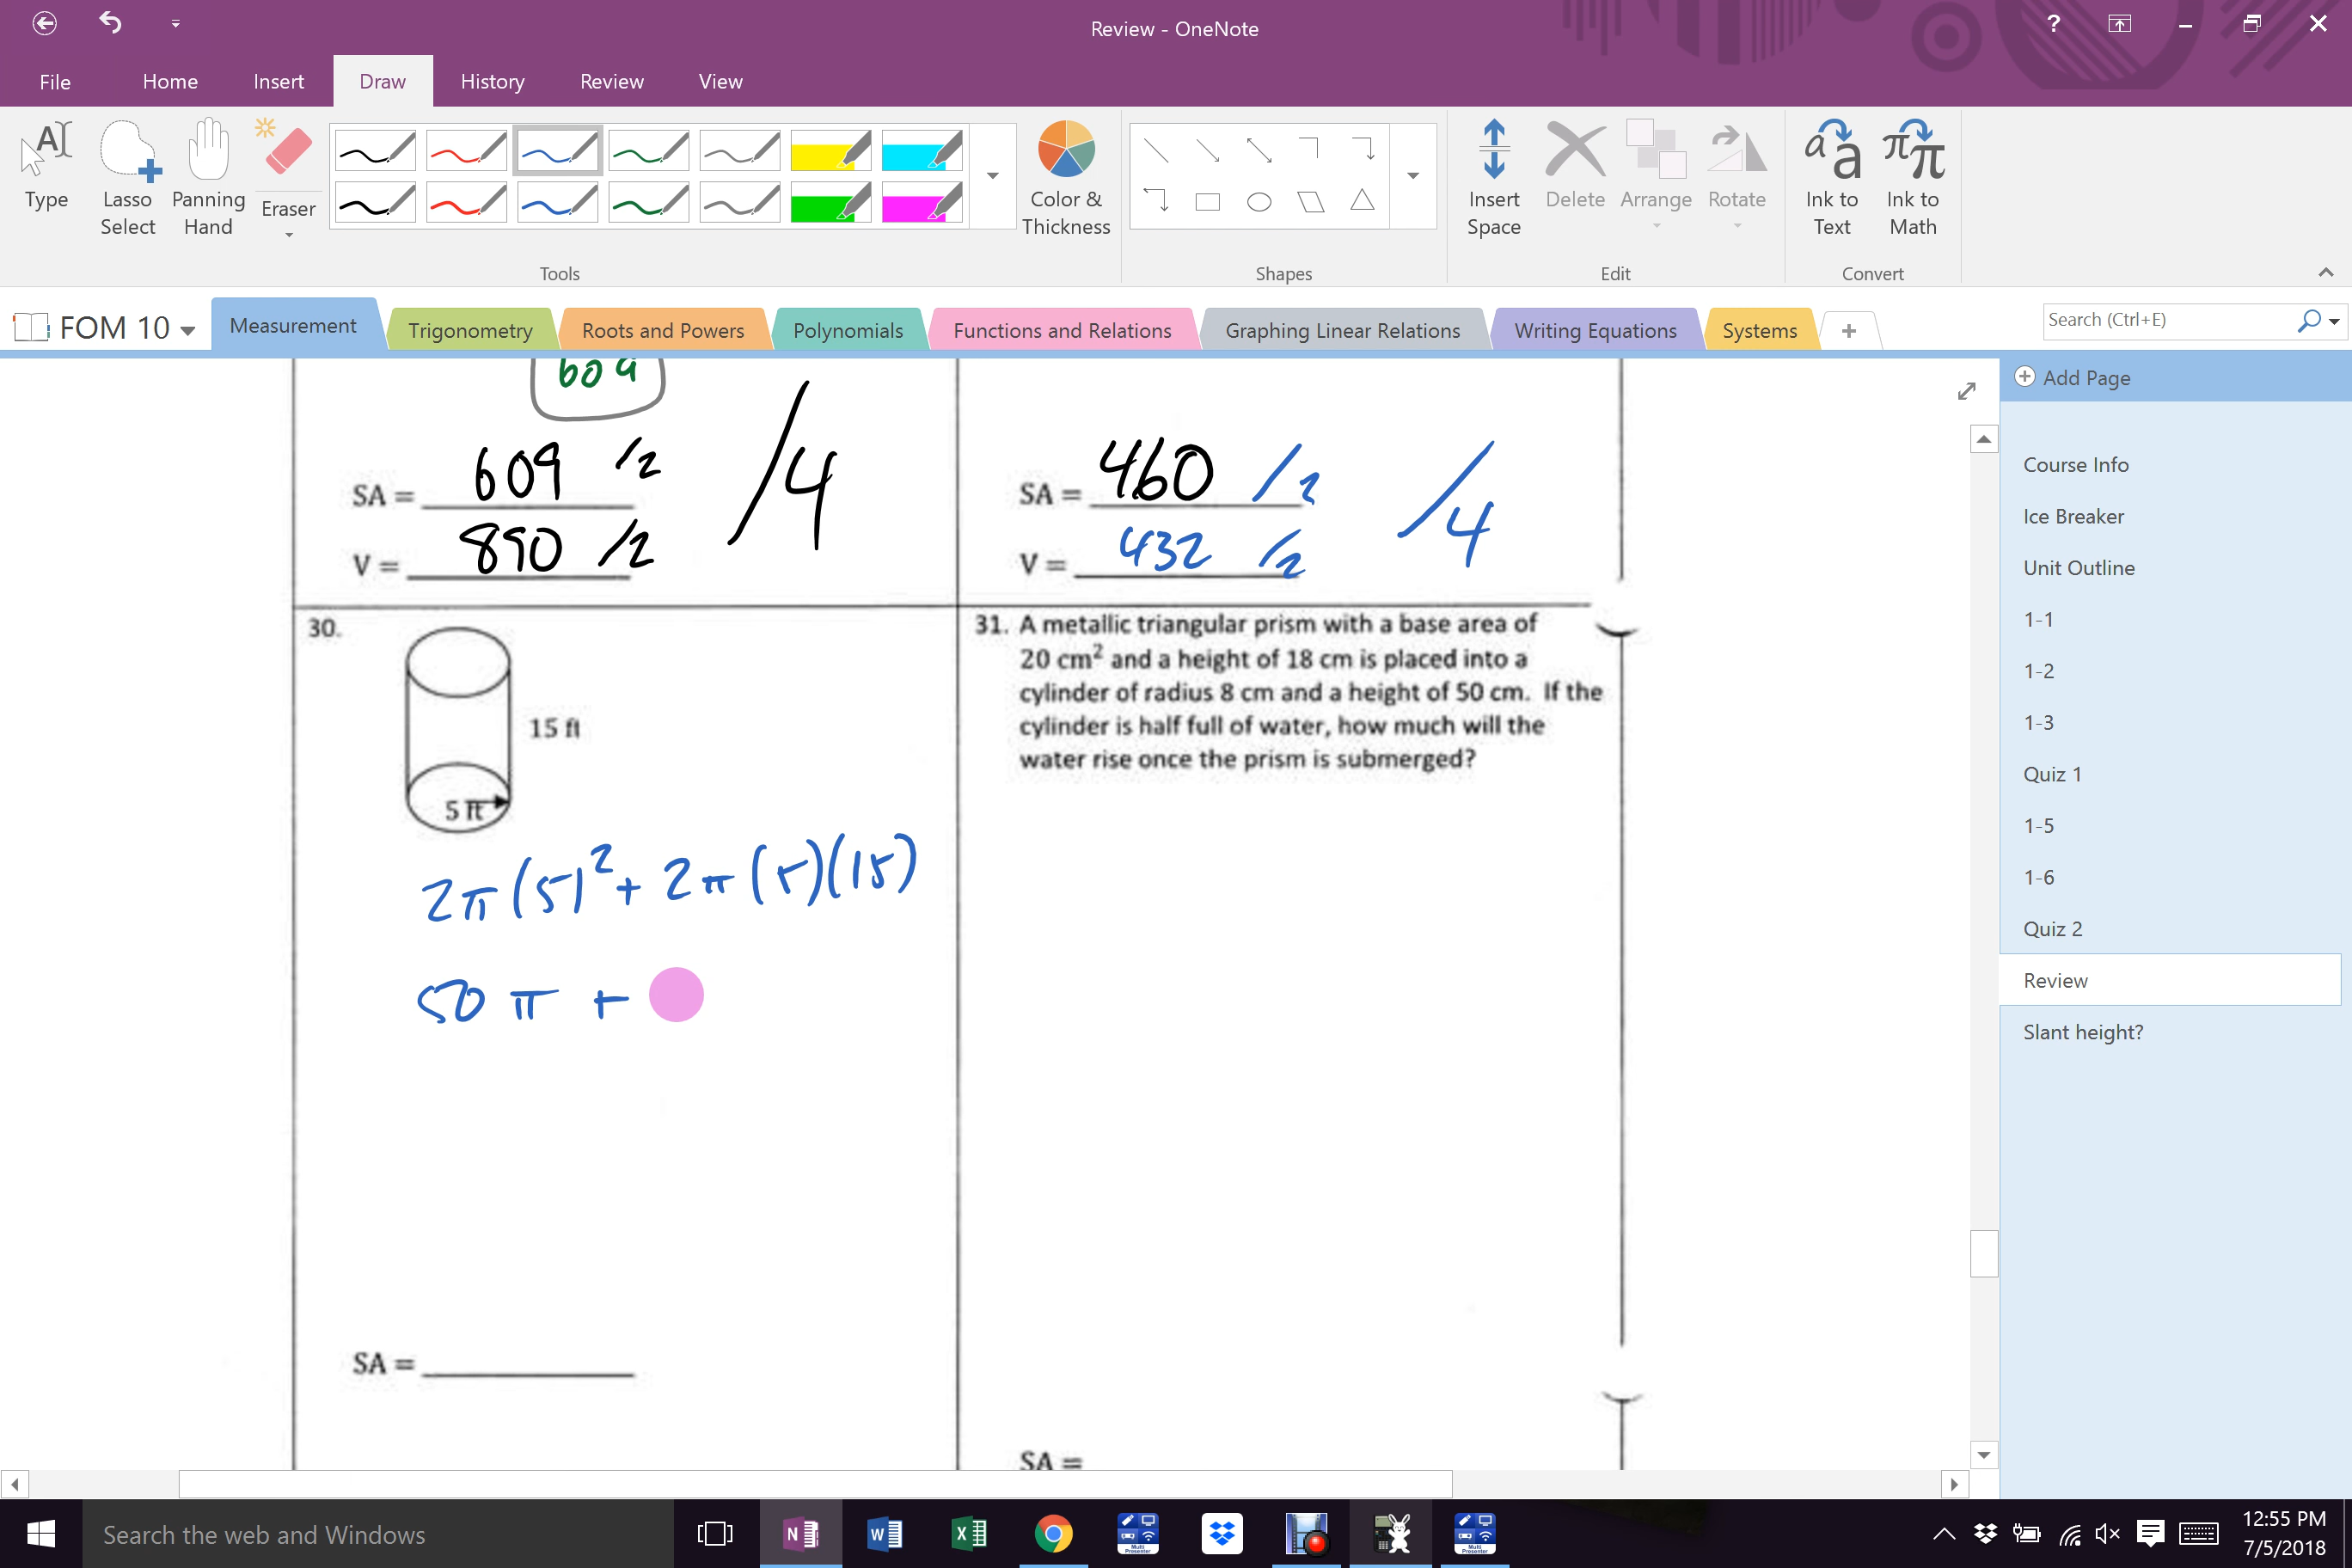 Review - OneNote
File Home Insert Draw History Review View
Type
Lasso Select
Panning Hand
Eraser
Color & Thickness
Insert Space
Delete
Arrange
Rotate
Ink to Text
Ink to Math
Tools
Shapes
Edit
Convert
FOM 10
Measurement Trigonometry Roots and Powers Polynomials Functions and Relations Graphing Linear Relations Writing Equations Systems +
Search (Ctrl+E)
Add Page
Course Info
Ice Breaker
Unit Outline
1-1
1-2
1-3
Quiz 1
1-5
1-6
Quiz 2
Review
Slant height?
609
SA = 609 /2 /4
V = 890 /2
SA = 460 /2 /4
V = 432 /2
30.
15 ft
5 ft
2π(5)² + 2π(5)(15)
50 π +
SA =
31. A metallic triangular prism with a base area of
20 cm² and a height of 18 cm is placed into a
cylinder of radius 8 cm and a height of 50 cm. If the
cylinder is half full of water, how much will the
water rise once the prism is submerged?
SA =
Search the web and Windows
12:55 PM
7/5/2018